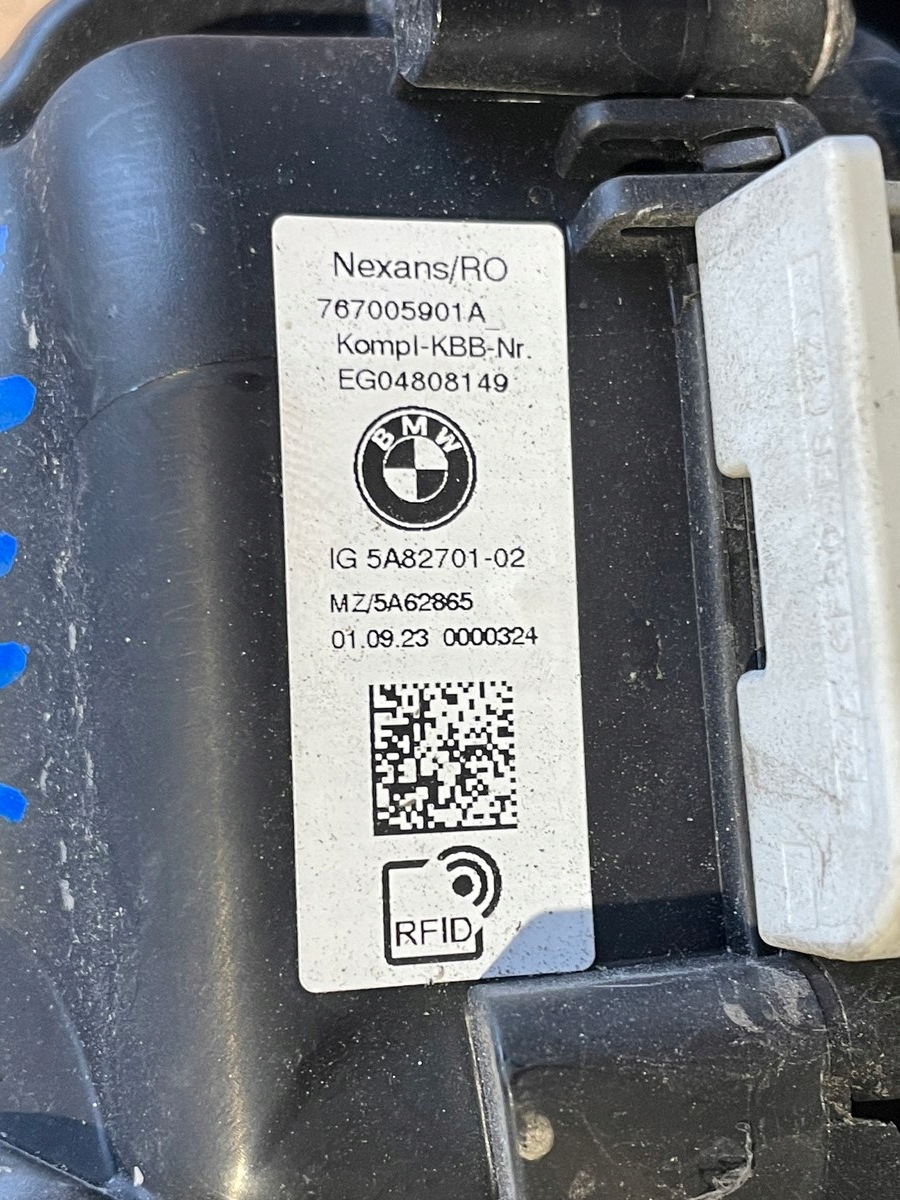 Nexans/RO
767005901A_
Kompl-KBB-Nr.
EG04808149
BMW
IG 5A82701-02
MZ/5A62865
01.09.23 0000324
RFID